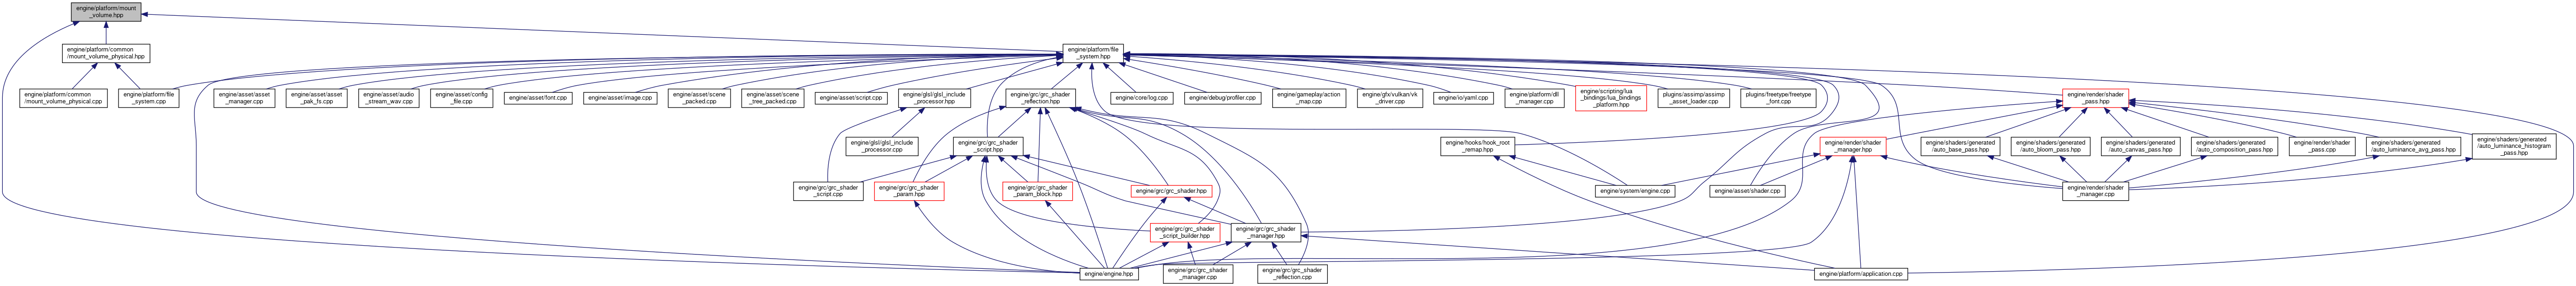 engine/platform/mount
_volume.hpp
engine/platform/common
/mount_volume_physical.hpp
engine/platform/file
_system.hpp
engine/platform/common
/mount_volume_physical.cpp
engine/platform/file
_system.cpp
engine/asset/asset
_manager.cpp
engine/asset/asset
_pak_fs.cpp
engine/asset/audio
_stream_wav.cpp
engine/asset/config
_file.cpp
engine/asset/font.cpp
engine/asset/image.cpp
engine/asset/scene
_packed.cpp
engine/asset/scene
_tree_packed.cpp
engine/asset/script.cpp
engine/glsl/glsl_include
_processor.hpp
engine/grc/grc_shader
_reflection.hpp
engine/core/log.cpp
engine/debug/profiler.cpp
engine/gameplay/action
_map.cpp
engine/gfx/vulkan/vk
_driver.cpp
engine/io/yaml.cpp
engine/platform/dll
_manager.cpp
engine/scripting/lua
_bindings/lua_bindings
_platform.hpp
plugins/assimp/assimp
_asset_loader.cpp
plugins/freetype/freetype
_font.cpp
engine/render/shader
_pass.hpp
engine/glsl/glsl_include
_processor.cpp
engine/grc/grc_shader
_script.hpp
engine/hooks/hook_root
_remap.hpp
engine/render/shader
_manager.hpp
engine/shaders/generated
/auto_base_pass.hpp
engine/shaders/generated
/auto_bloom_pass.hpp
engine/shaders/generated
/auto_canvas_pass.hpp
engine/shaders/generated
/auto_composition_pass.hpp
engine/render/shader
_pass.cpp
engine/shaders/generated
/auto_luminance_avg_pass.hpp
engine/shaders/generated
/auto_luminance_histogram
_pass.hpp
engine/grc/grc_shader
_script.cpp
engine/grc/grc_shader
_param.hpp
engine/grc/grc_shader
_param_block.hpp
engine/grc/grc_shader.hpp
engine/system/engine.cpp
engine/asset/shader.cpp
engine/render/shader
_manager.cpp
engine/grc/grc_shader
_script_builder.hpp
engine/grc/grc_shader
_manager.hpp
engine/engine.hpp
engine/grc/grc_shader
_manager.cpp
engine/grc/grc_shader
_reflection.cpp
engine/platform/application.cpp